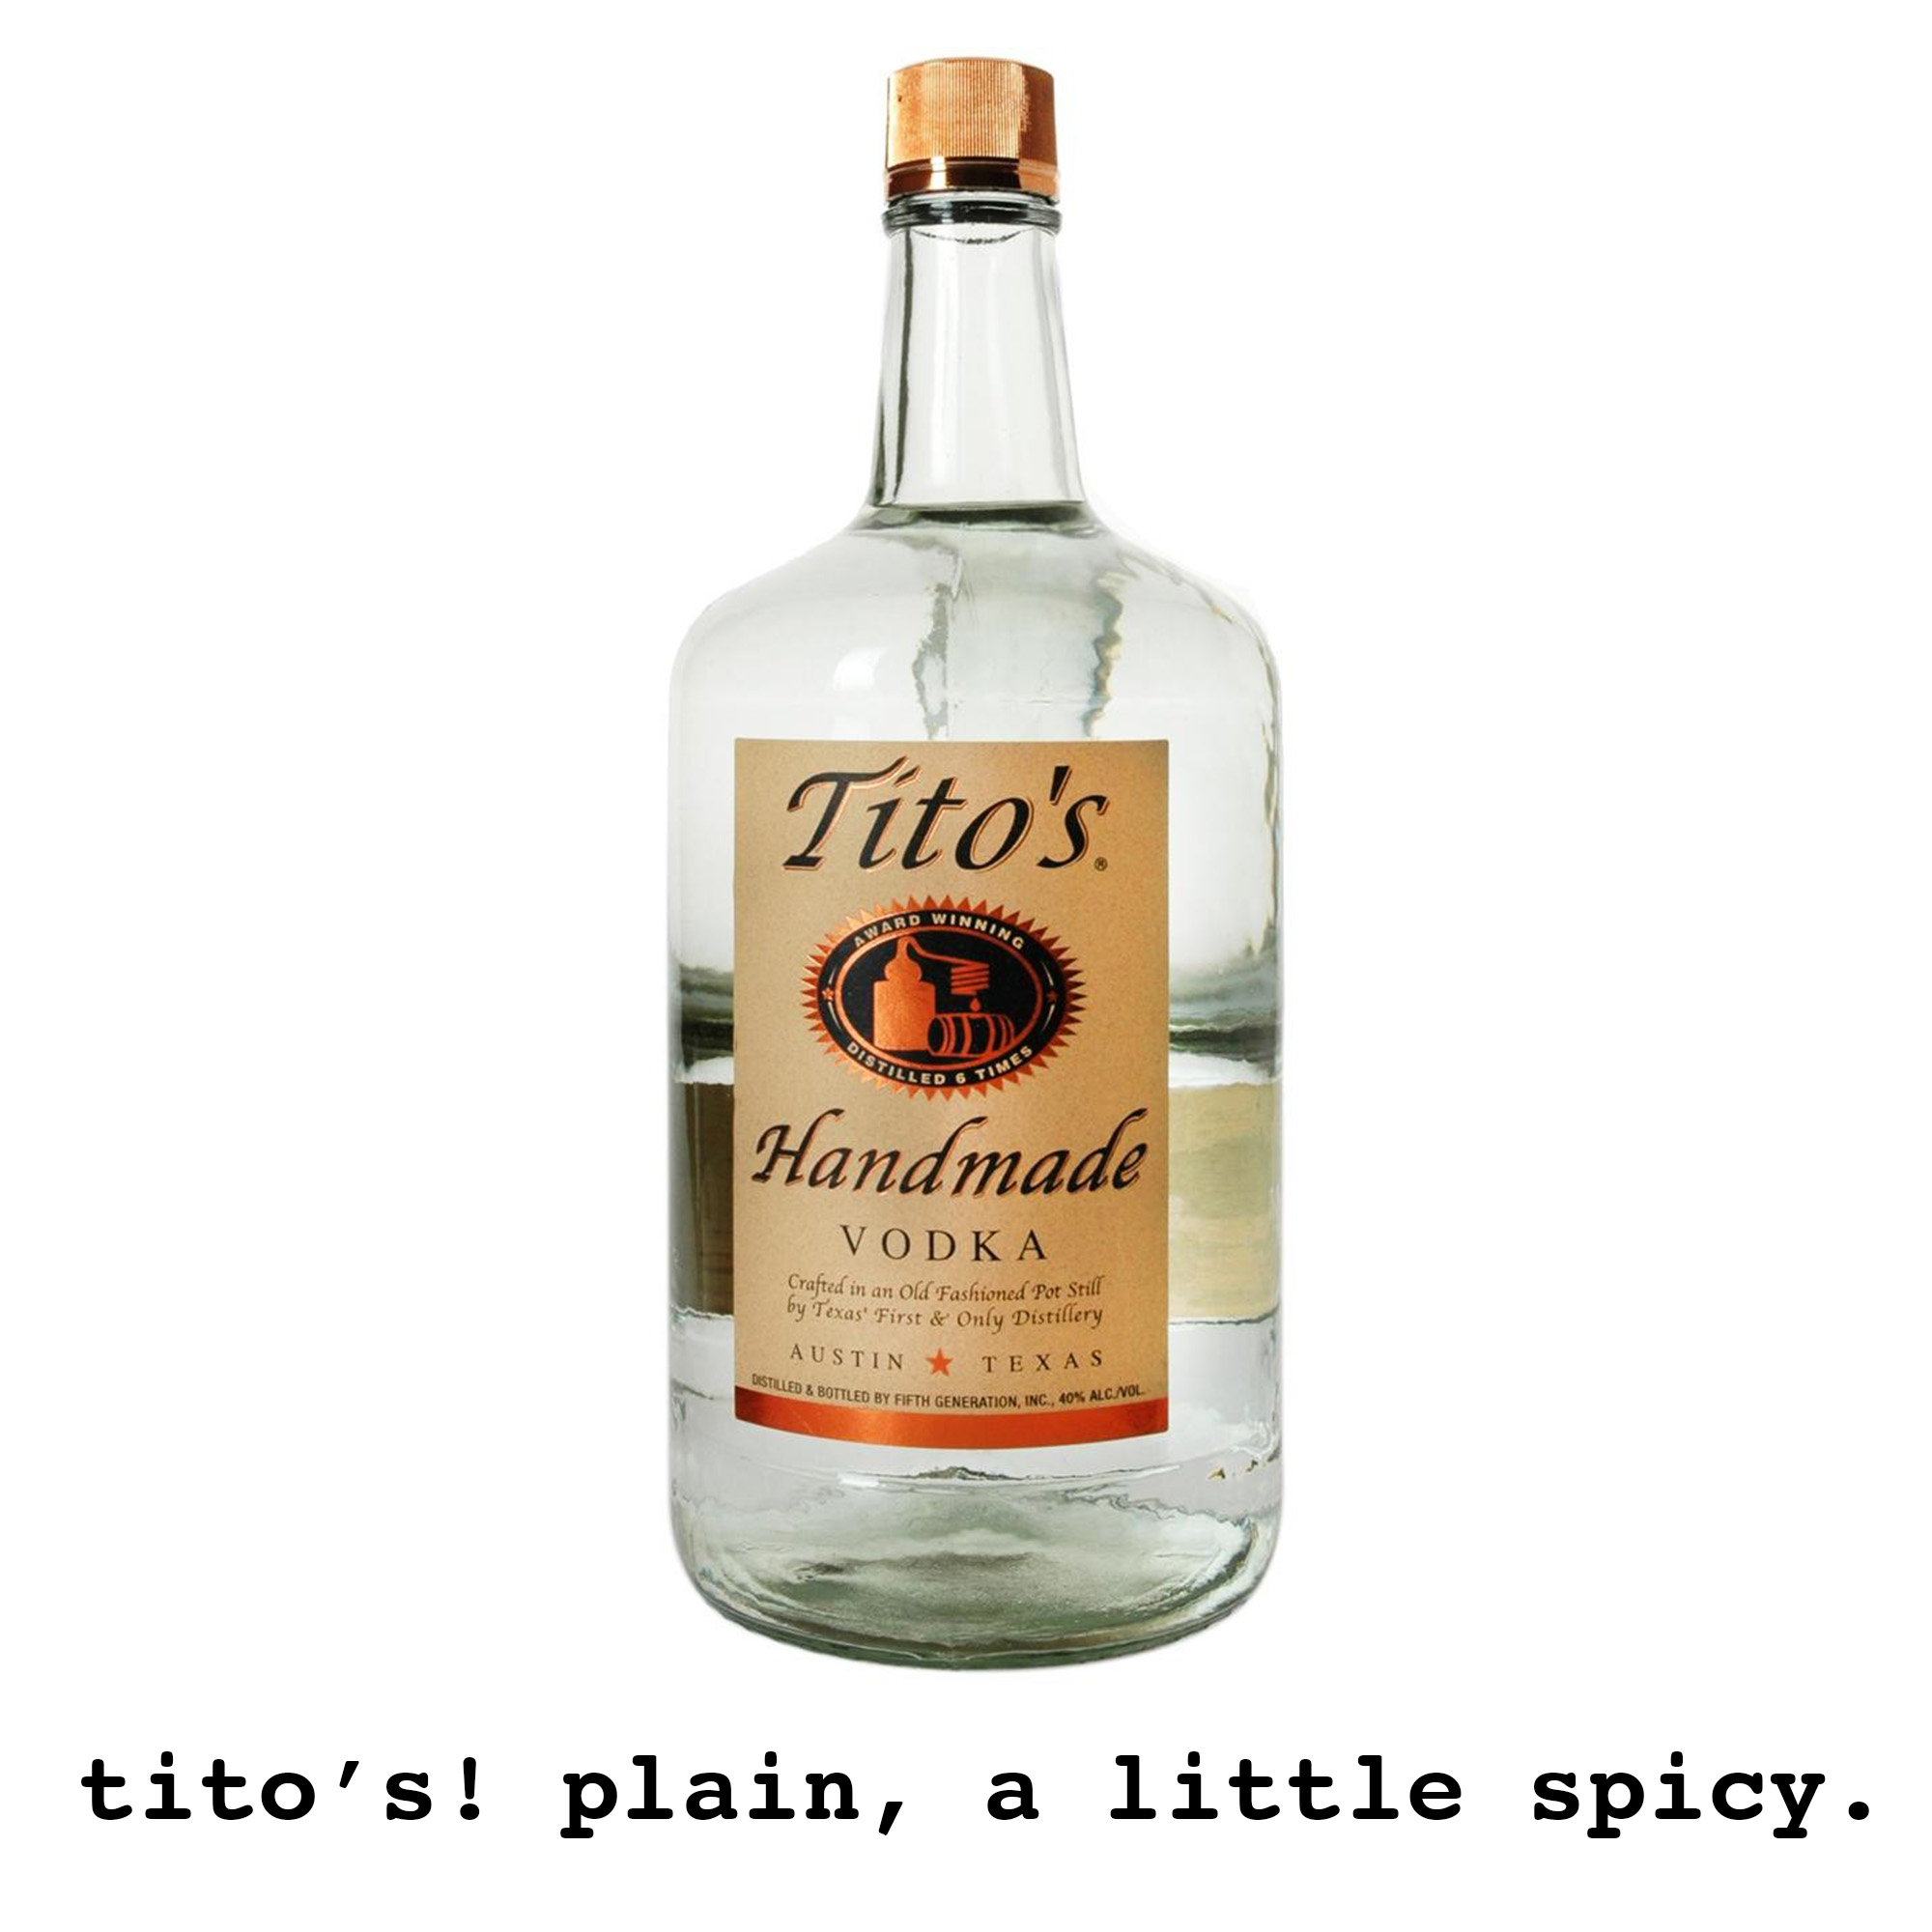 Tito's®
AWARD WINNING
DISTILLED 6 TIMES
Handmade
VODKA
Crafted in an Old Fashioned Pot Still
by Texas' First & Only Distillery
AUSTIN ★ TEXAS
DISTILLED & BOTTLED BY FIFTH GENERATION, INC., 40% ALC./VOL.
tito’s! plain, a little spicy.